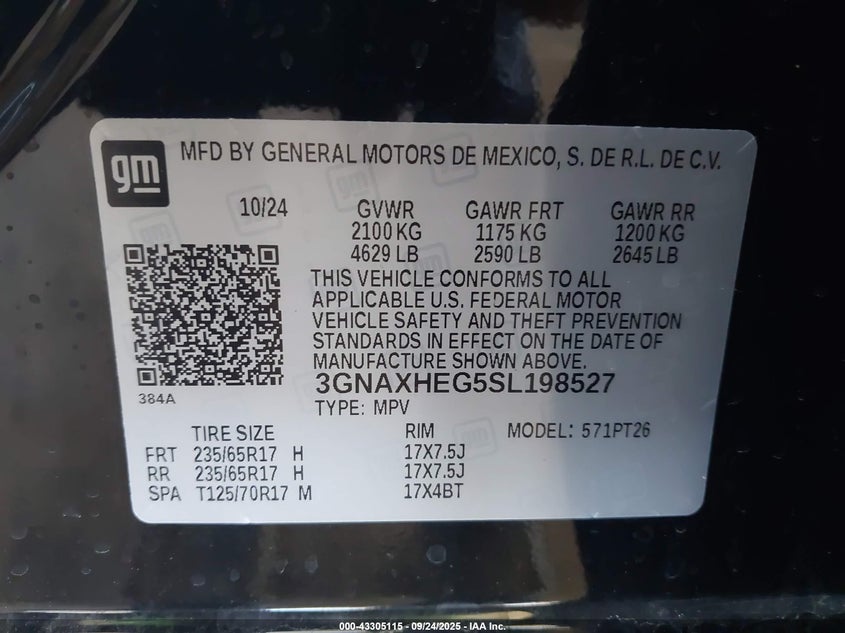 gm
MFD BY GENERAL MOTORS DE MEXICO, S. DE R.L. DE C.V.
10/24 GVWR GAWR FRT GAWR RR
2100 KG 1175 KG 1200 KG
4629 LB 2590 LB 2645 LB
THIS VEHICLE CONFORMS TO ALL
APPLICABLE U.S. FEDERAL MOTOR
VEHICLE SAFETY AND THEFT PREVENTION
STANDARDS IN EFFECT ON THE DATE OF
MANUFACTURE SHOWN ABOVE.
3GNAXHEG5SL198527
384A
TYPE: MPV
TIRE SIZE RIM MODEL: 571PT26
FRT 235/65R17 H 17X7.5J
RR 235/65R17 H 17X7.5J
SPA T125/70R17 M 17X4BT
000-43305115 - 09/24/2025 - IAA Inc.